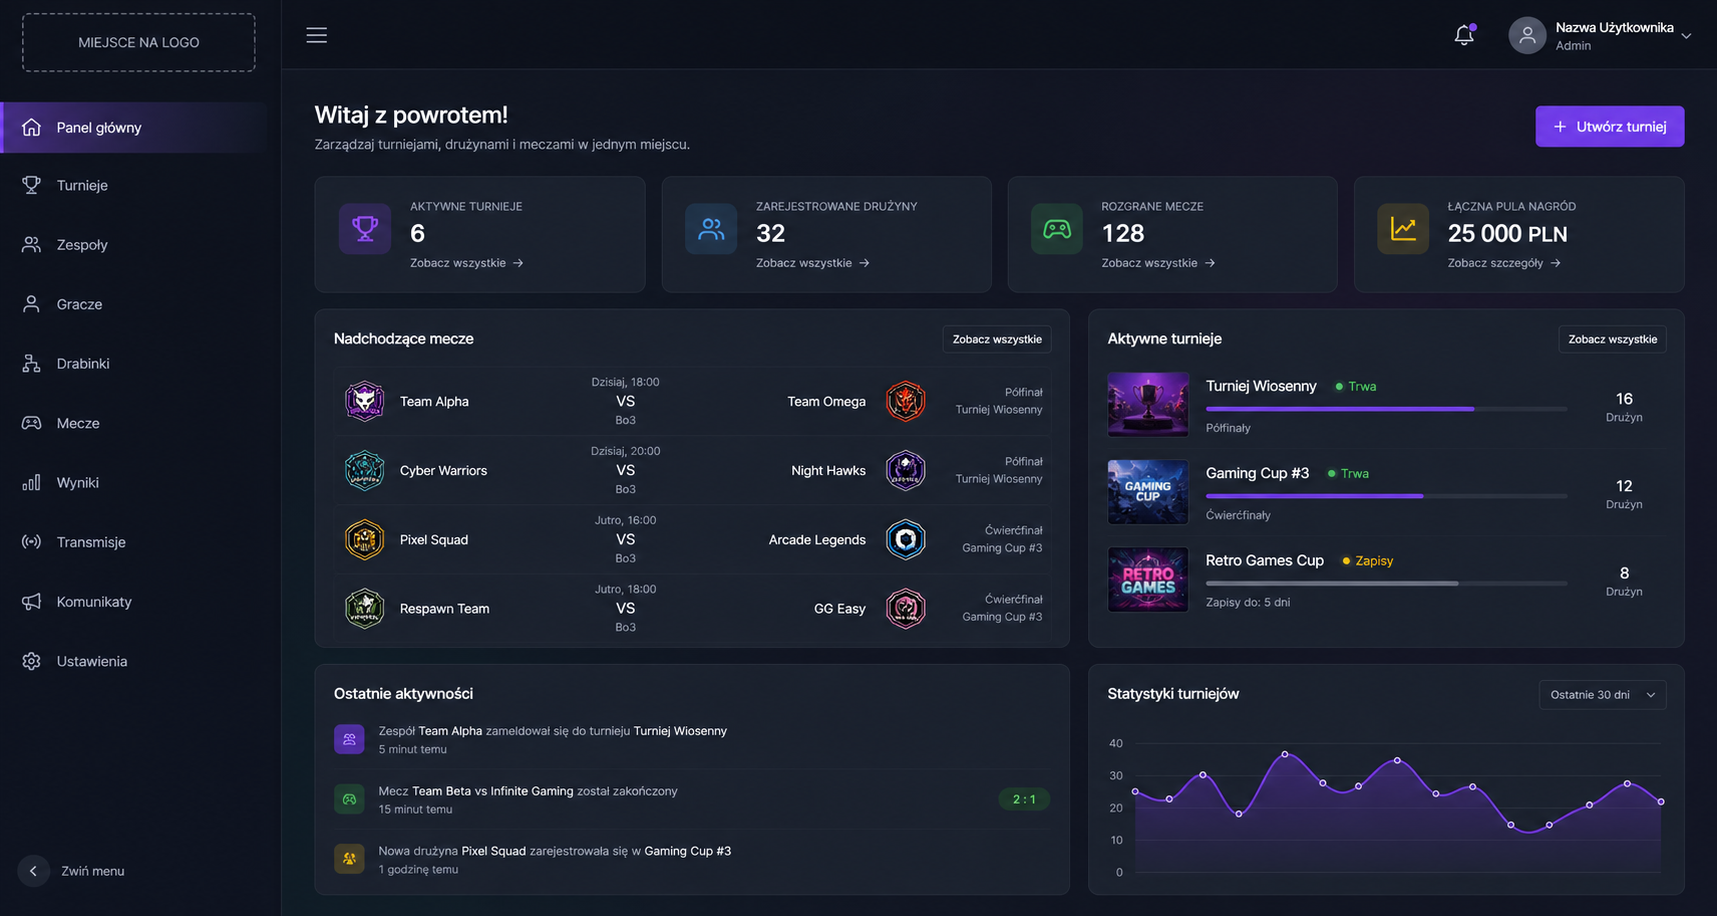 MIEJSCE NA LOGO
Nazwa Użytkownika
Admin
Panel główny
Turnieje
Zespoły
Gracze
Drabinki
Mecze
Wyniki
Transmisje
Komunikaty
Ustawienia
Zwiń menu
Witaj z powrotem!
Zarządzaj turniejami, drużynami i meczami w jednym miejscu.
+ Utwórz turniej
AKTYWNE TURNIEJE
6
Zobacz wszystkie →
ZAREJESTROWANE DRUŻYNY
32
Zobacz wszystkie →
ROZGRANE MECZE
128
Zobacz wszystkie →
ŁĄCZNA PULA NAGRÓD
25 000 PLN
Zobacz szczegóły →
Nadchodzące mecze
Zobacz wszystkie
Team Alpha
Dzisiaj, 18:00
VS
Bo3
Team Omega
Półfinał
Turniej Wiosenny
Cyber Warriors
Dzisiaj, 20:00
VS
Bo3
Night Hawks
Półfinał
Turniej Wiosenny
Pixel Squad
Jutro, 16:00
VS
Bo3
Arcade Legends
Ćwierćfinał
Gaming Cup #3
Respawn Team
Jutro, 18:00
VS
Bo3
GG Easy
Ćwierćfinał
Gaming Cup #3
Aktywne turnieje
Zobacz wszystkie
Turniej Wiosenny
Trwa
Półfinały
16
Drużyn
GAMING
CUP
Gaming Cup #3
Trwa
Ćwierćfinały
12
Drużyn
RETRO
GAMES
Retro Games Cup
Zapisy
Zapisy do: 5 dni
8
Drużyn
Ostatnie aktywności
Zespół Team Alpha zameldował się do turnieju Turniej Wiosenny
5 minut temu
Mecz Team Beta vs Infinite Gaming został zakończony
15 minut temu
2 : 1
Nowa drużyna Pixel Squad zarejestrowała się w Gaming Cup #3
1 godzinę temu
Statystyki turniejów
Ostatnie 30 dni
40
30
20
10
0